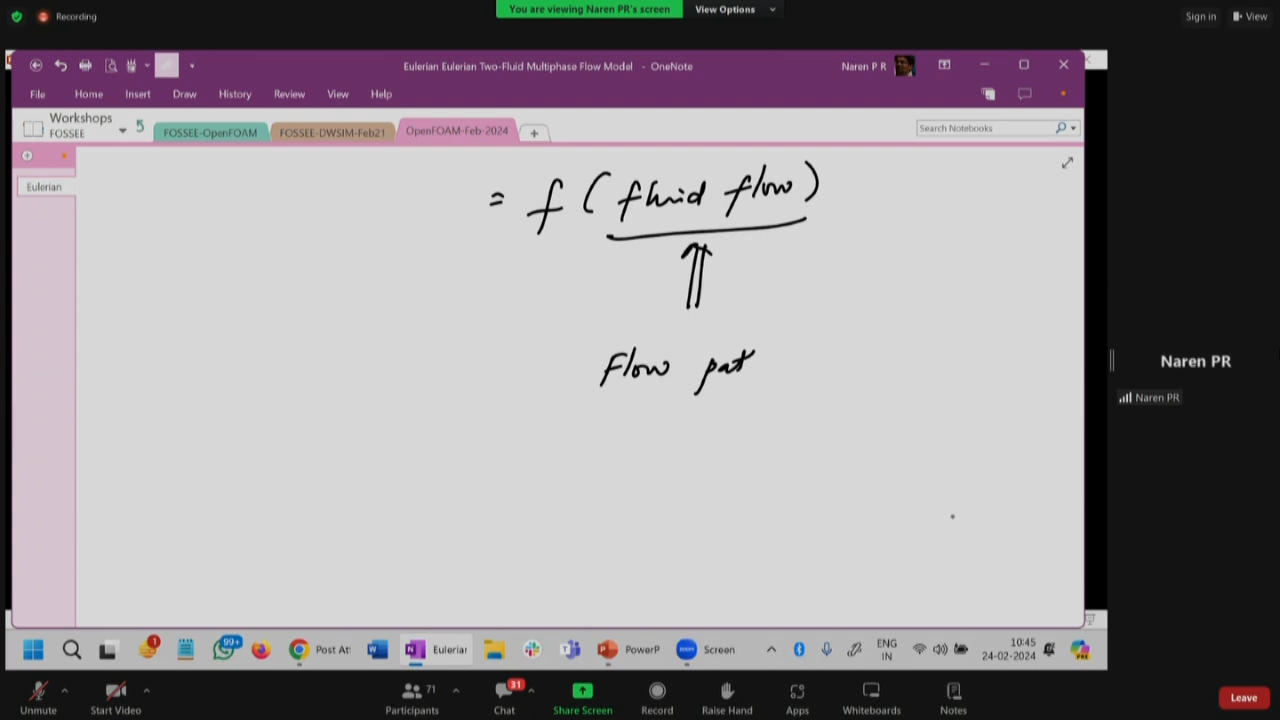 You are viewing Naren PR's screen View Options
Recording
Sign in View
Eulerian Eulerian Two-Fluid Multiphase Flow Model - OneNote
Naren P R
File Home Insert Draw History Review View Help
Workshops
FOSSEE
FOSSEE-OpenFOAM FOSSEE-DWSIM-Feb21 OpenFOAM-Feb-2024 +
Search Notebooks
Eulerian
= f (fluid flow)
Flow pat
Naren PR
Naren PR
1 99+ Post At Eulerian PowerP Screen
ENG
IN
10:45
24-02-2024
Unmute Start Video Participants 71 Chat 31 Share Screen Record Raise Hand Apps Whiteboards Notes Leave